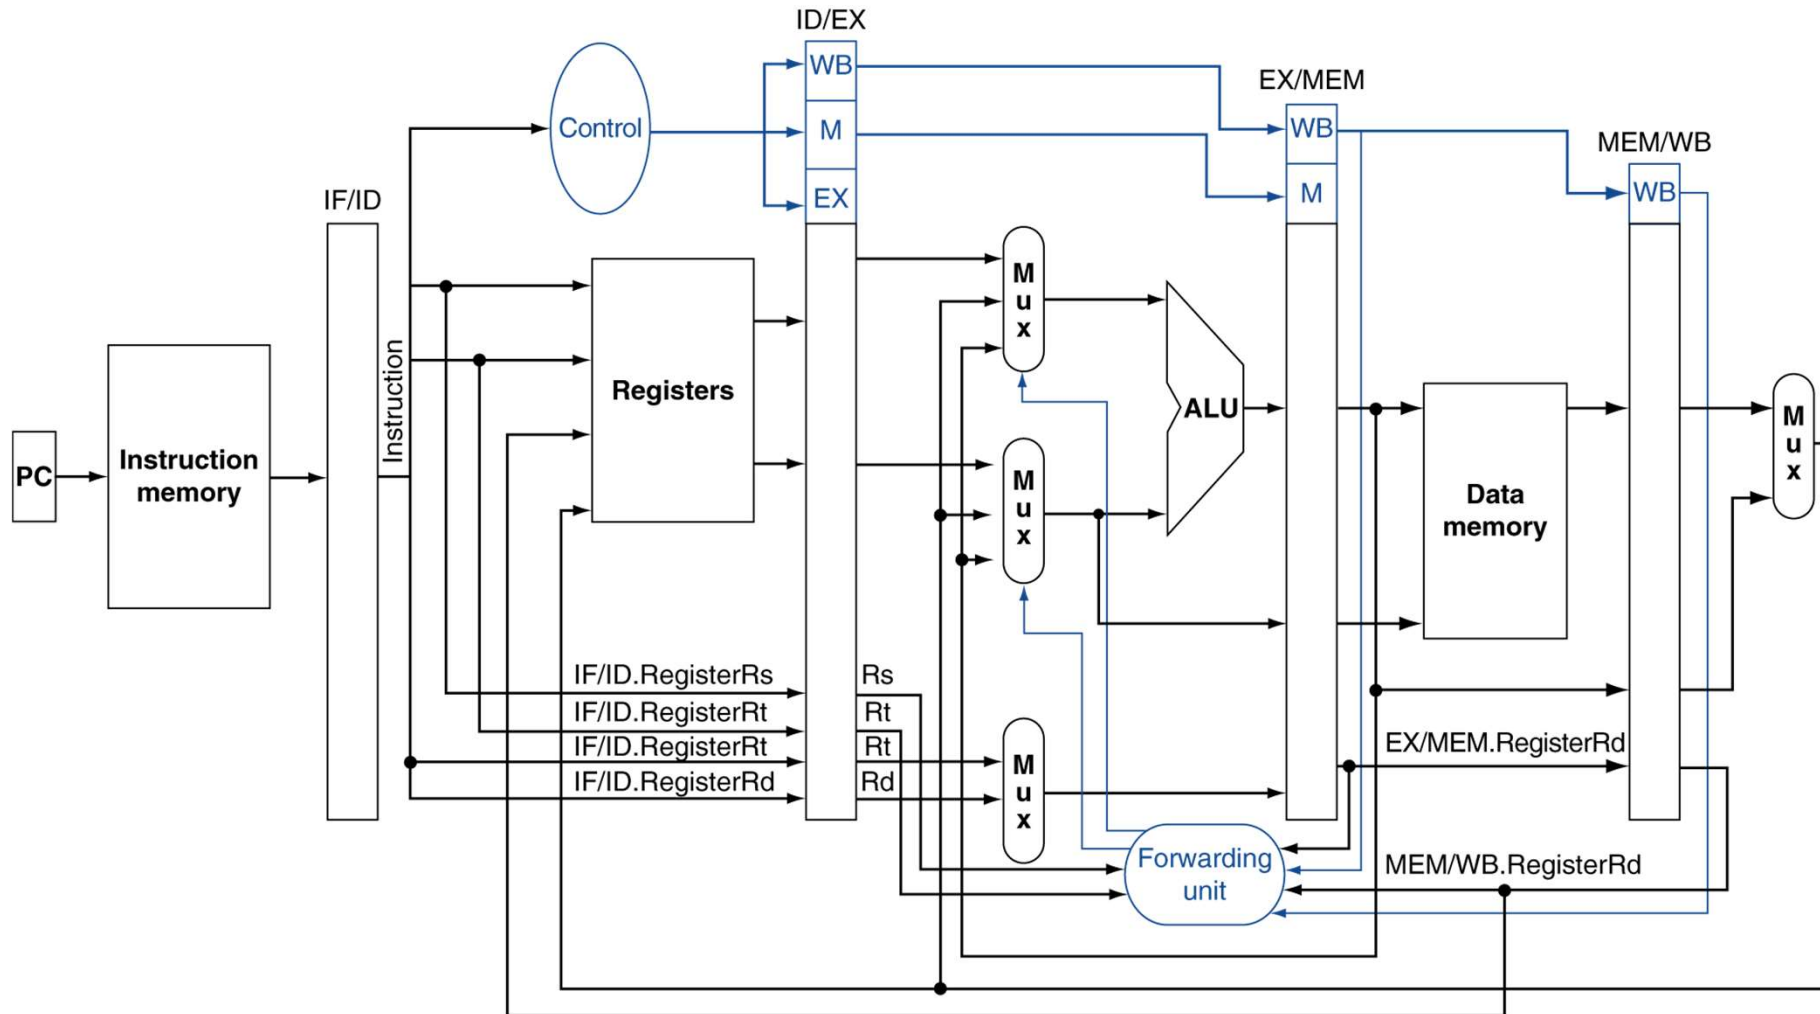 ID/EX
WB
EX/MEM
Control
M
WB
MEM/WB
IF/ID
EX
M
WB
M
u
x
Instruction
Registers
ALU
M
u
x
PC
Instruction
memory
M
u
x
Data
memory
IF/ID.RegisterRs
Rs
IF/ID.RegisterRt
Rt
IF/ID.RegisterRt
Rt
EX/MEM.RegisterRd
IF/ID.RegisterRd
Rd
M
u
x
Forwarding
unit
MEM/WB.RegisterRd